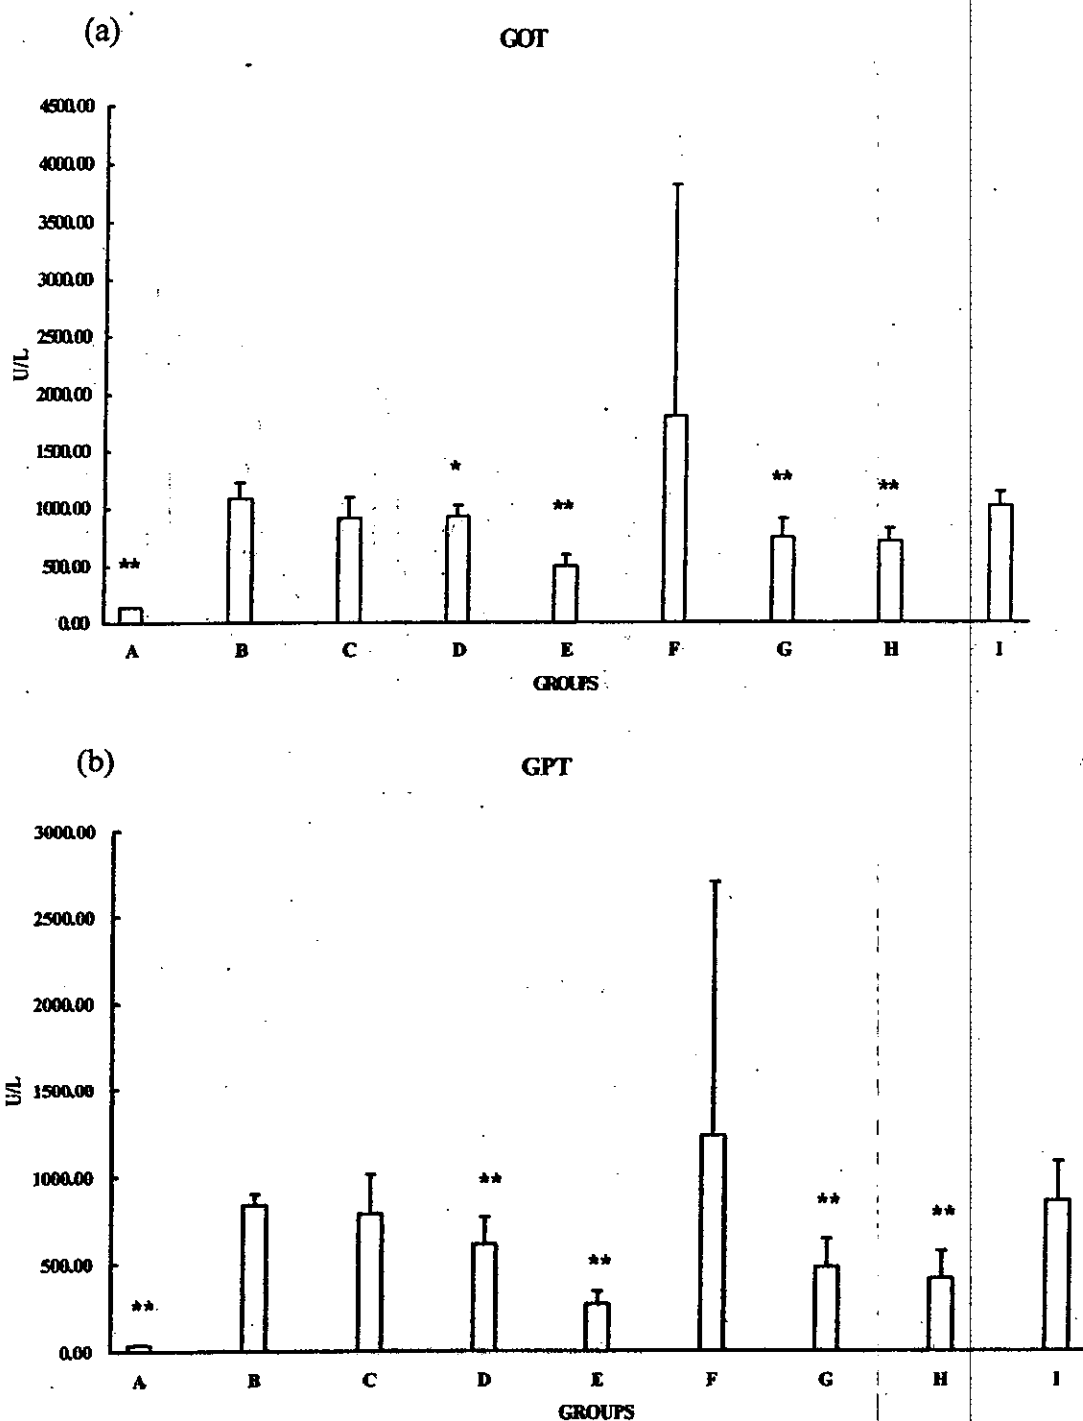 (a)
GOT
4500.00
4000.00
3500.00
3000.00
2500.00
2000.00
1500.00
1000.00
500.00
0.00
U/L
** * ** ** **
A B C D E F G H I
GROUPS
(b)
GPT
3000.00
2500.00
2000.00
1500.00
1000.00
500.00
0.00
U/L
** ** ** ** **
A B C D E F G H I
GROUPS